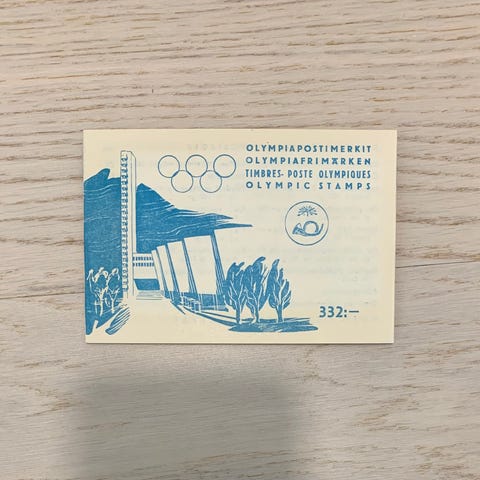 OLYMPIAPOSTIMERKIT
OLYMPIAFRIMÄRKEN
TIMBRES-POSTE OLYMPIQUES
OLYMPIC STAMPS
332:—